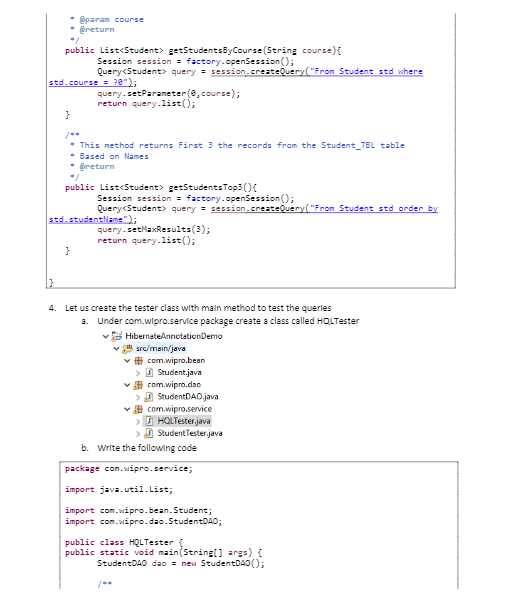 * @param course
* @return
*/
public List<Student> getStudentsByCourse(String course){
Session session = factory.openSession();
Query<Student> query = session.createQuery("From Student std where
std.course = ?0");
query.setParameter(0,course);
return query.list();
}
/**
* This method returns First 3 the records from the Student_TBL table
* Based on Names
* @return
*/
public List<Student> getStudentsTop3(){
Session session = factory.openSession();
Query<Student> query = session.createQuery("From Student std order by
std.studentName");
query.setMaxResults(3);
return query.list();
}
}
4. Let us create the tester class with main method to test the queries
a. Under com.wipro.service package create a class called HQLTester
HibernateAnnotationDemo
src/main/java
com.wipro.bean
Student.java
com.wipro.dao
StudentDAO.java
com.wipro.service
HQLTester.java
StudentTester.java
b. Write the following code
package com.wipro.service;
import java.util.List;
import com.wipro.bean.Student;
import com.wipro.dao.StudentDAO;
public class HQLTester {
public static void main(String[] args) {
StudentDAO dao = new StudentDAO();
/**